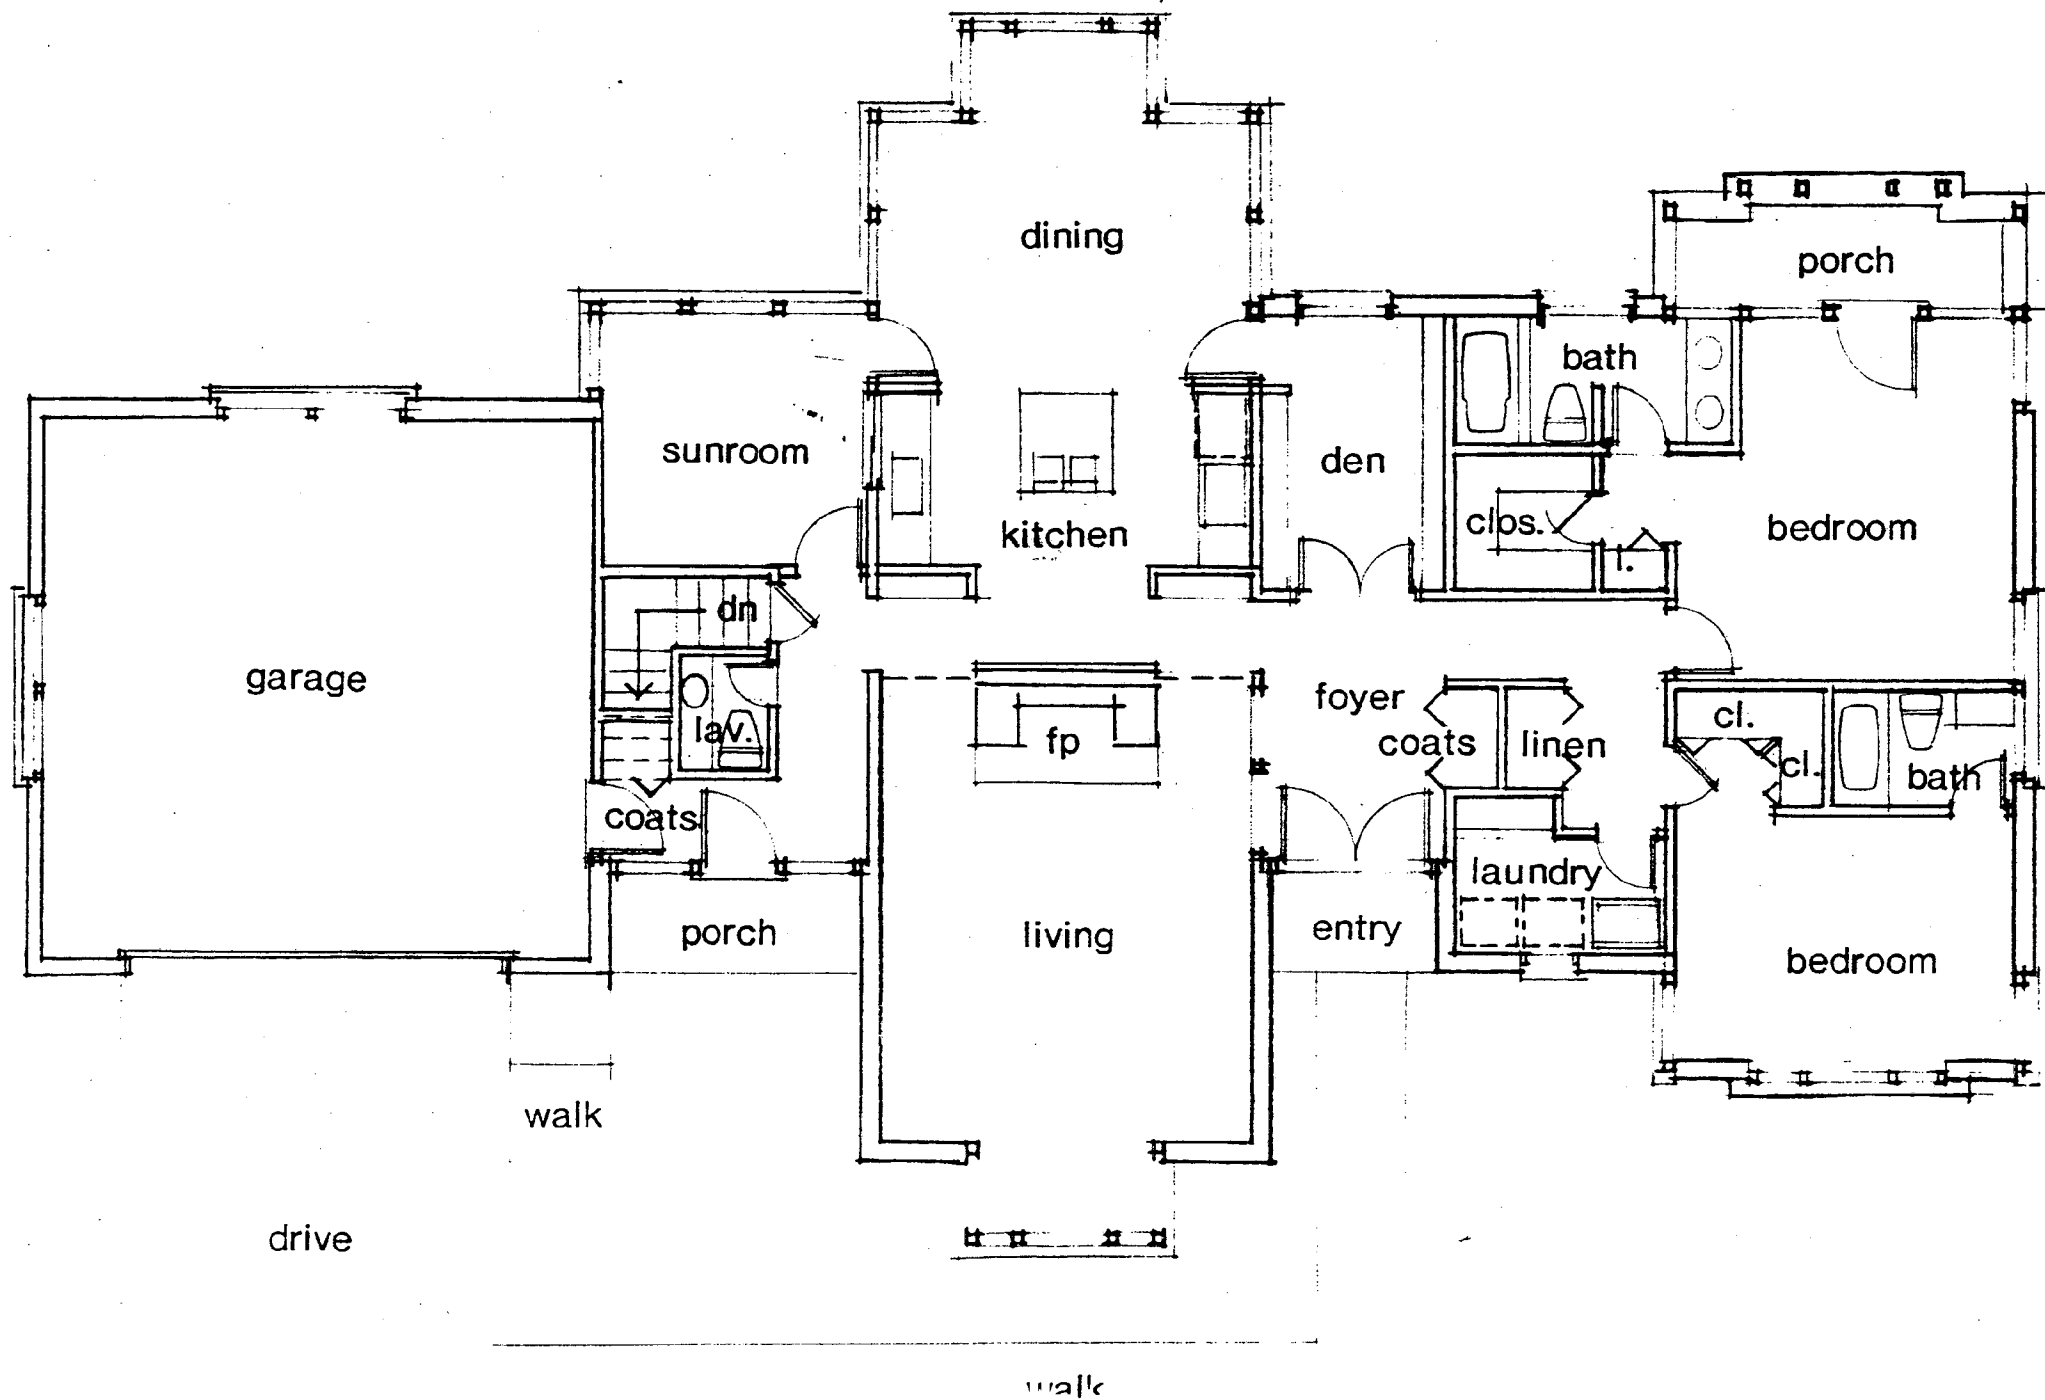 dining
porch
bath
sunroom
den
clos.
kitchen
bedroom
l.
dn
garage
foyer
lav.
fp
coats
linen
cl.
cl.
bath
coats
laundry
porch
living
entry
bedroom
walk
drive
walk